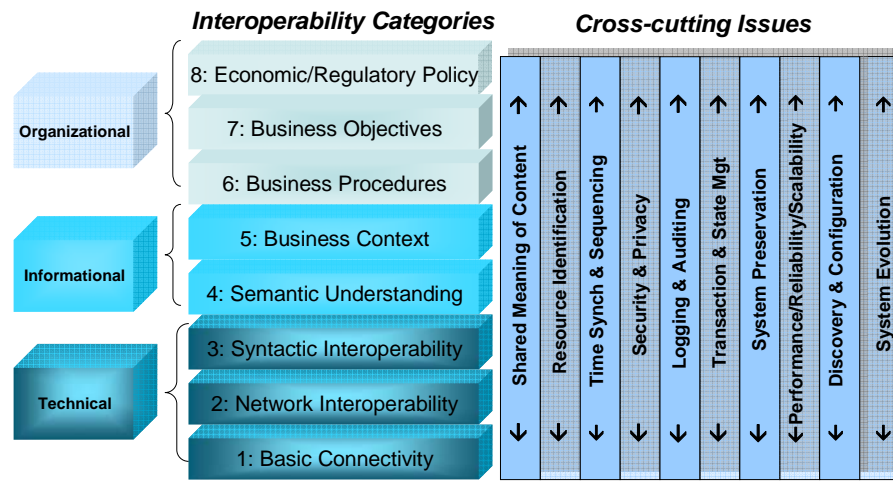 Interoperability Categories
Cross-cutting Issues
Organizational
8: Economic/Regulatory Policy
7: Business Objectives
6: Business Procedures
Informational
5: Business Context
4: Semantic Understanding
Technical
3: Syntactic Interoperability
2: Network Interoperability
1: Basic Connectivity
Shared Meaning of Content
Resource Identification
Time Synch & Sequencing
Security & Privacy
Logging & Auditing
Transaction & State Mgt
System Preservation
Performance/Reliability/Scalability
Discovery & Configuration
System Evolution